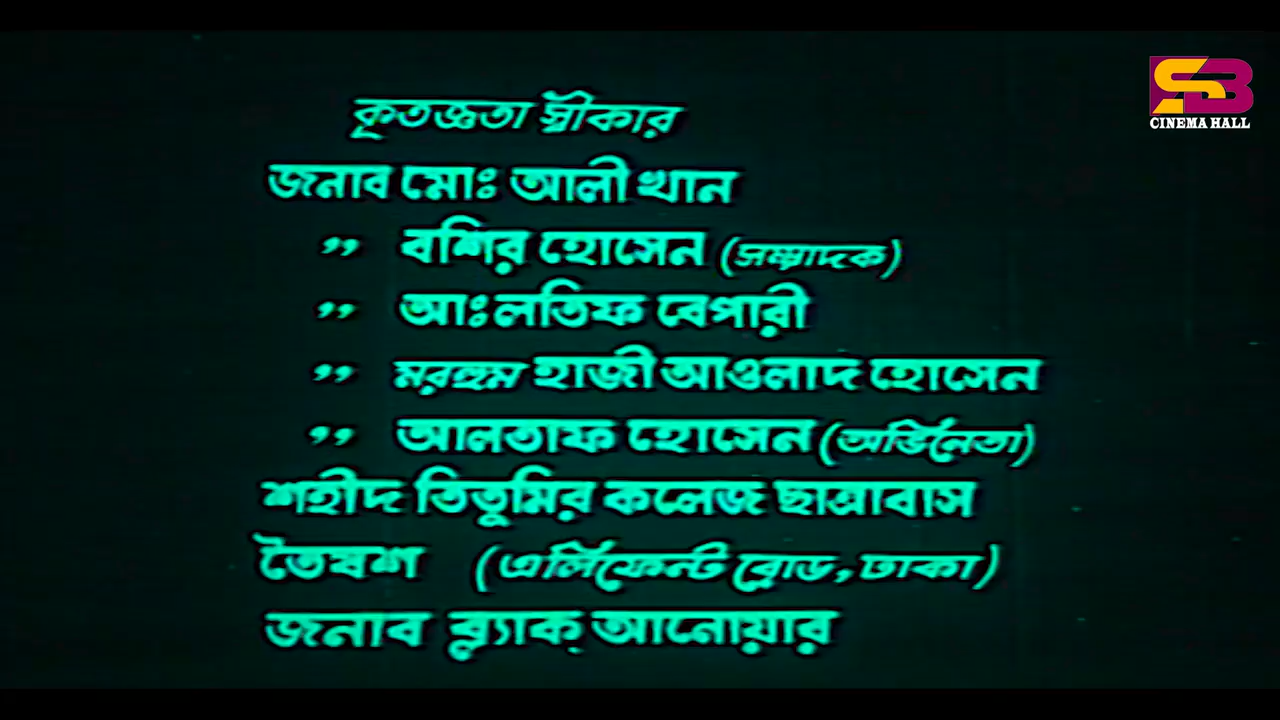 SB
CINEMA HALL
কৃতজ্ঞতা স্বীকার
জনাব মোঃ আলী খান
” বশির হোসেন (সম্পাদক)
” আঃ লতিফ বেপারী
” মরহুম হাজী আওলাদ হোসেন
” আলতাফ হোসেন (অভিনেতা)
শহীদ তিতুমির কলেজ ছাত্রাবাস
তৈষশ (এলিফেন্ট রোড, ঢাকা)
জনাব ব্ল্যাক্ আনোয়ার